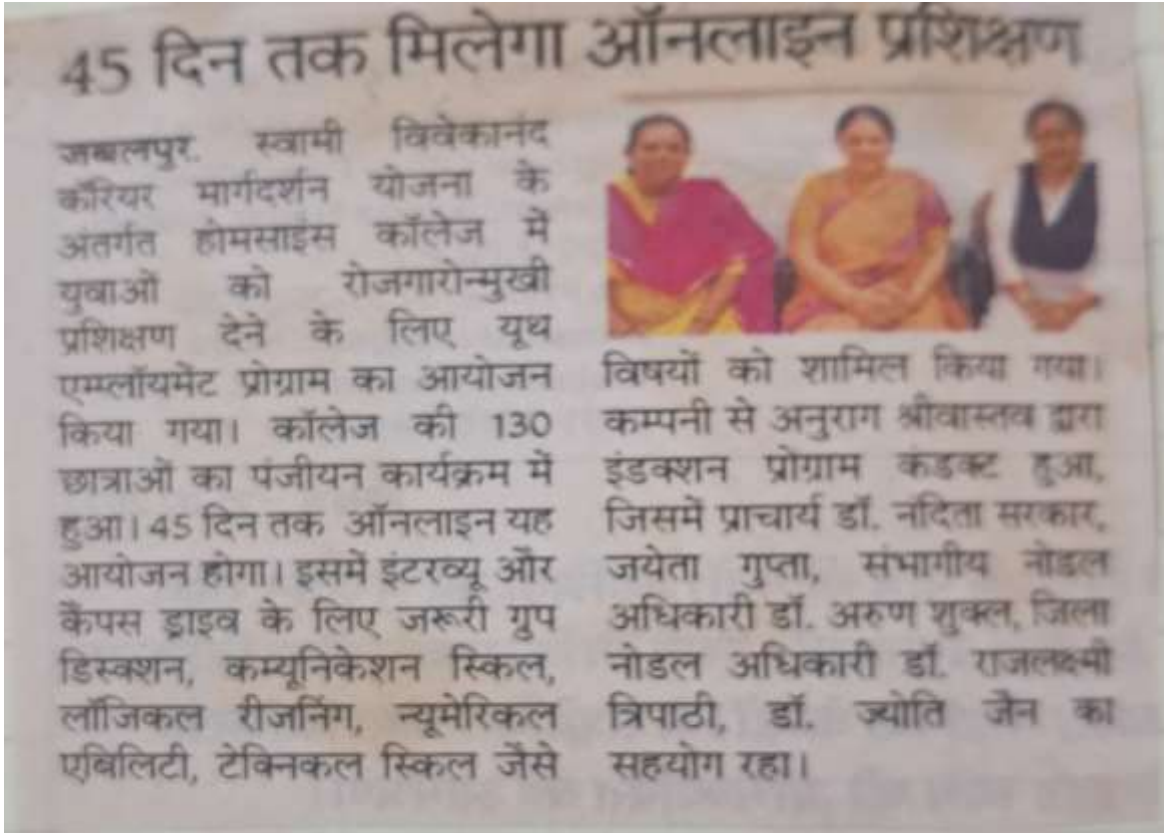 45 दिन तक मिलेगा ऑनलाइन प्रशिक्षण
जबलपुर. स्वामी विवेकानंद
कॅरियर मार्गदर्शन योजना के
अंतर्गत होमसाइंस कॉलेज में
युवाओं को रोजगारोन्मुखी
प्रशिक्षण देने के लिए यूथ
एम्प्लॉयमेंट प्रोग्राम का आयोजन
किया गया। कॉलेज की 130
छात्राओं का पंजीयन कार्यक्रम में
हुआ। 45 दिन तक ऑनलाइन यह
आयोजन होगा। इसमें इंटरव्यू और
कैंपस ड्राइव के लिए जरूरी ग्रुप
डिस्क्शन, कम्यूनिकेशन स्किल,
लॉजिकल रीजनिंग, न्यूमेरिकल
एबिलिटी, टेक्निकल स्किल जैसे
विषयों को शामिल किया गया।
कम्पनी से अनुराग श्रीवास्तव द्वारा
इंडक्शन प्रोग्राम कंडक्ट हुआ,
जिसमें प्राचार्य डॉ. नंदिता सरकार,
जयेता गुप्ता, संभागीय नोडल
अधिकारी डॉ. अरुण शुक्ल, जिला
नोडल अधिकारी डॉ. राजलक्ष्मी
त्रिपाठी, डॉ. ज्योति जैन का
सहयोग रहा।